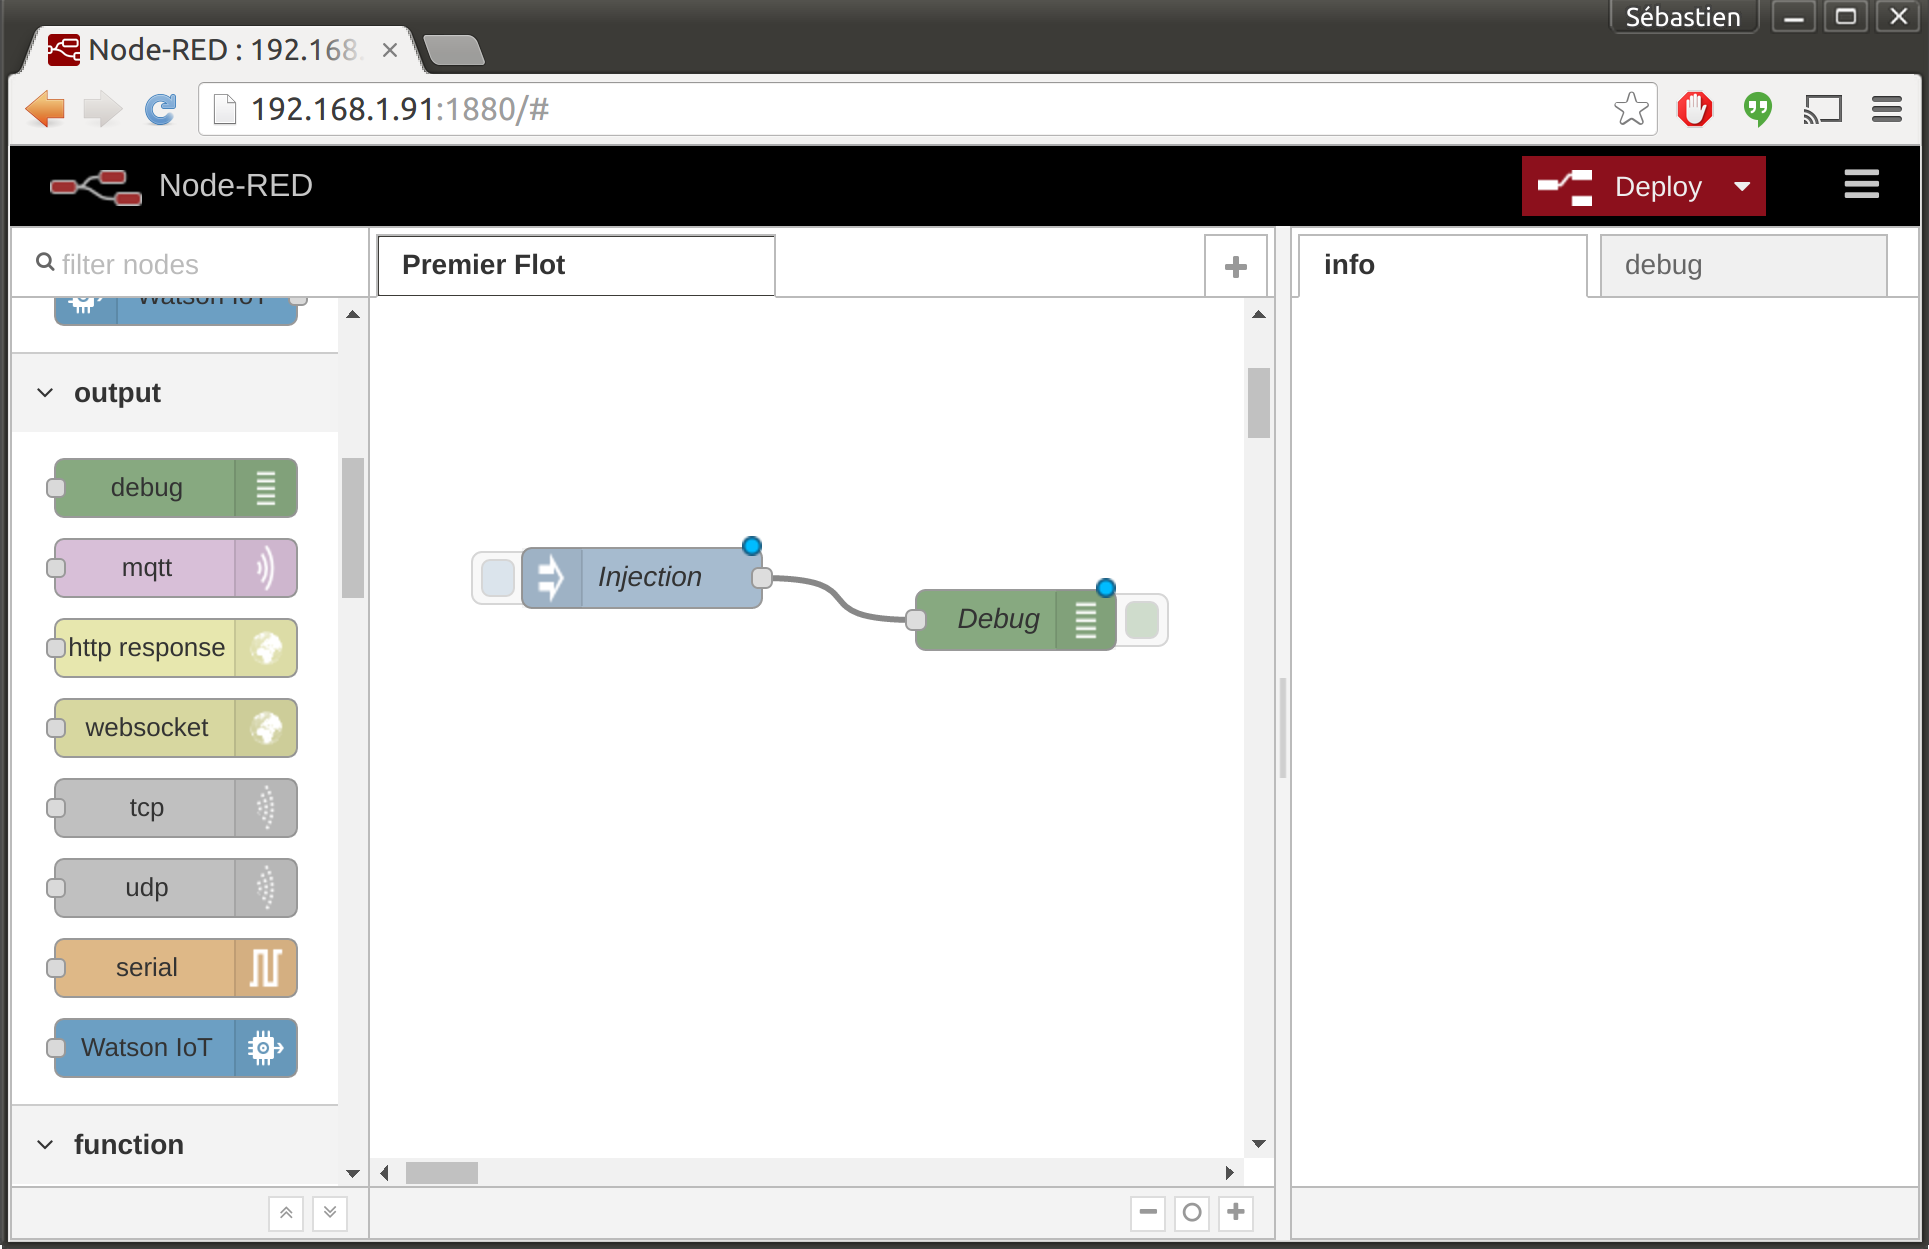 Sébastien
Node-RED : 192.168.
192.168.1.91:1880/#
Node-RED
Deploy
filter nodes
Premier Flot
info
debug
Watson IoT
output
debug
mqtt
http response
websocket
tcp
udp
serial
Watson IoT
function
Injection
Debug